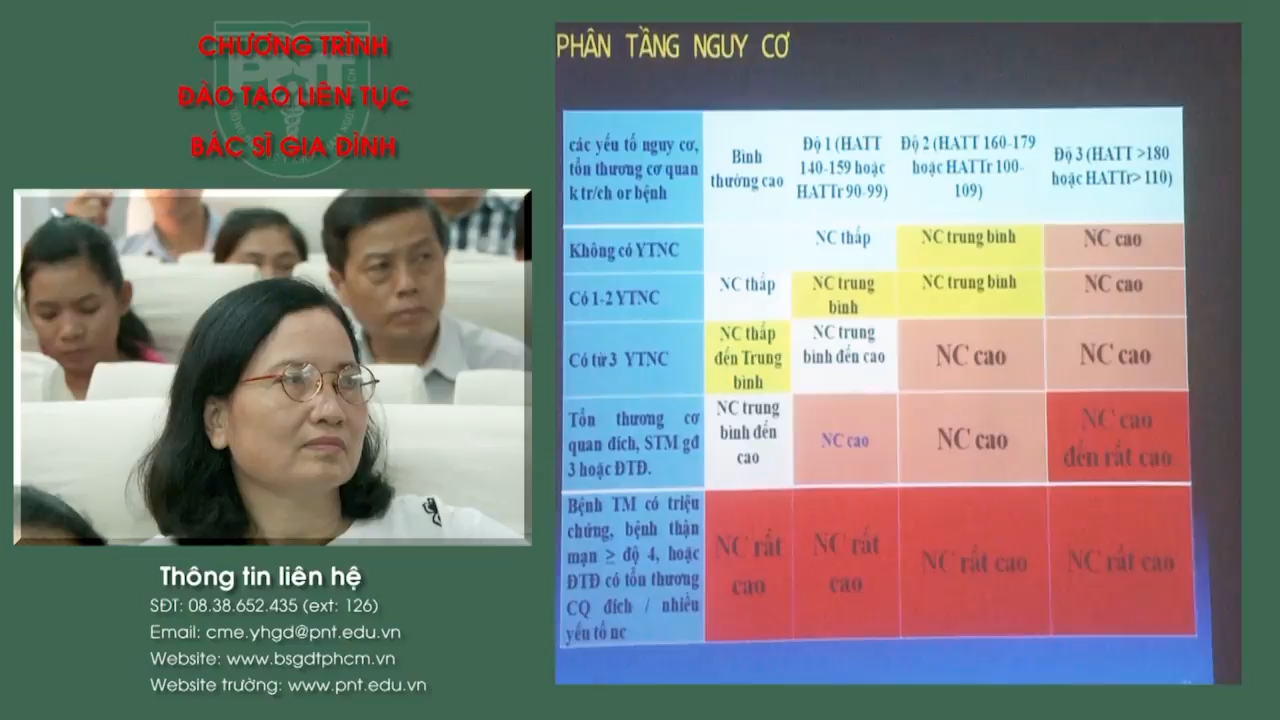 CHƯƠNG TRÌNH
ĐÀO TẠO LIÊN TỤC
BÁC SĨ GIA ĐÌNH
PNT
Thông tin liên hệ
SĐT: 08.38.652.435 (ext: 126)
Email: cme.yhgd@pnt.edu.vn
Website: www.bsgdtphcm.vn
Website trường: www.pnt.edu.vn
PHÂN TẦNG NGUY CƠ
các yếu tố nguy cơ,
tổn thương cơ quan
k tr/ch or bệnh
Bình
thường cao
Độ 1 (HATT
140-159 hoặc
HATTr 90-99)
Độ 2 (HATT 160-179
hoặc HATTr 100-
109)
Độ 3 (HATT >180
hoặc HATTr> 110)
Không có YTNC
NC thấp
NC trung bình
NC cao
Có 1-2 YTNC
NC thấp
NC trung
bình
NC trung bình
NC cao
Có từ 3 YTNC
NC thấp
đến Trung
bình
NC trung
bình đến cao
NC cao
NC cao
Tổn thương cơ
quan đích, STM gđ
3 hoặc ĐTĐ.
NC trung
bình đến
cao
NC cao
NC cao
NC cao
đến rất cao
Bệnh TM có triệu
chứng, bệnh thận
mạn ≥ độ 4, hoặc
ĐTĐ có tổn thương
CQ đích / nhiều
yếu tố nc
NC rất
cao
NC rất
cao
NC rất cao
NC rất cao